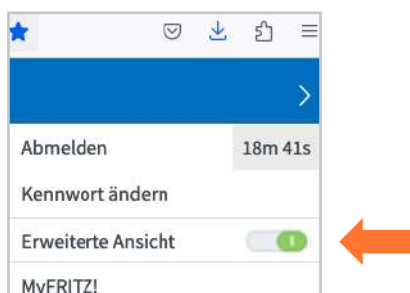 Abmelden 18m 41s
Kennwort ändern
Erweiterte Ansicht
MyFRITZ!